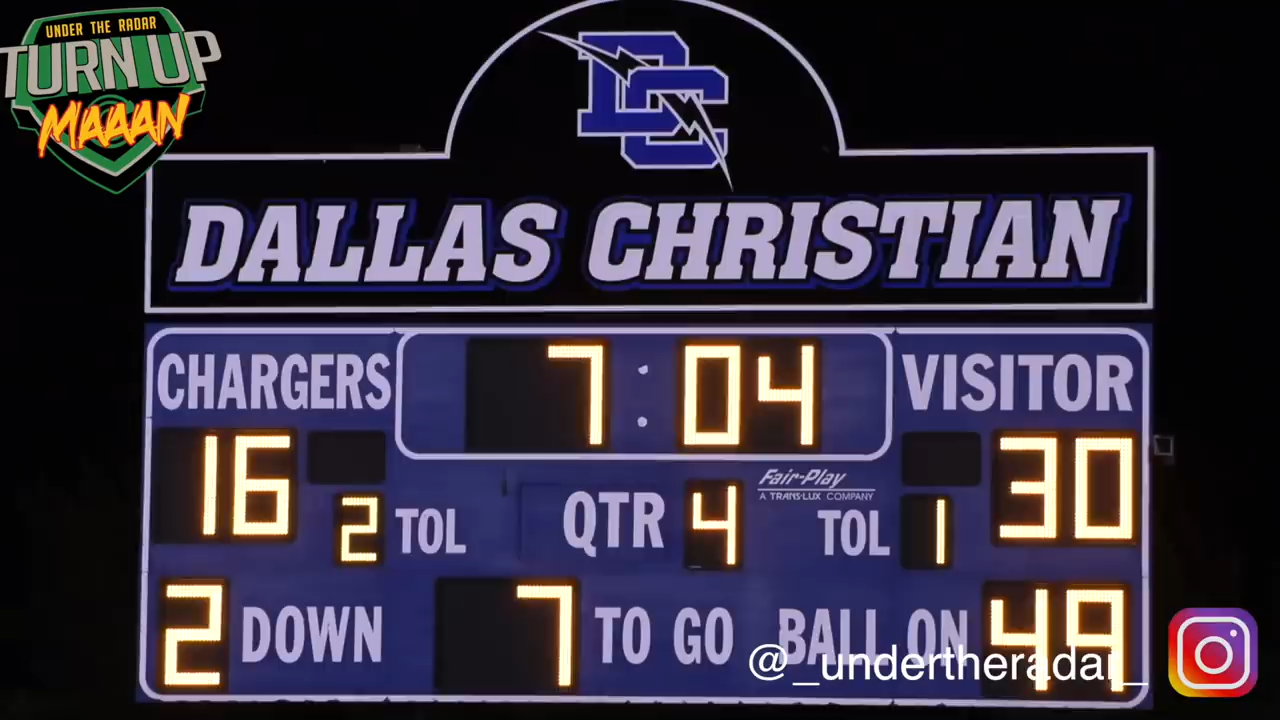 UNDER THE RADAR
TURN UP
MAAAN
DC
DALLAS CHRISTIAN
CHARGERS
7:04
VISITOR
16
30
Fair-Play
A TRANS-LUX COMPANY
2 TOL
QTR 4
TOL 1
2 DOWN
7 TO GO
BALL ON 49
@_undertheradar_